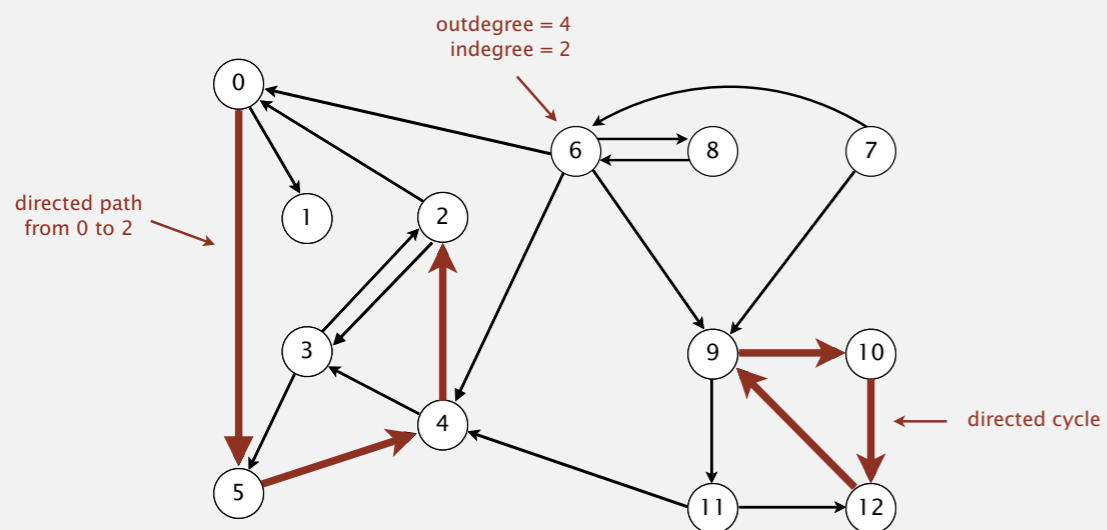 outdegree = 4
indegree = 2
0
6
8
7
directed path
from 0 to 2
1
2
3
9
10
4
directed cycle
5
11
12